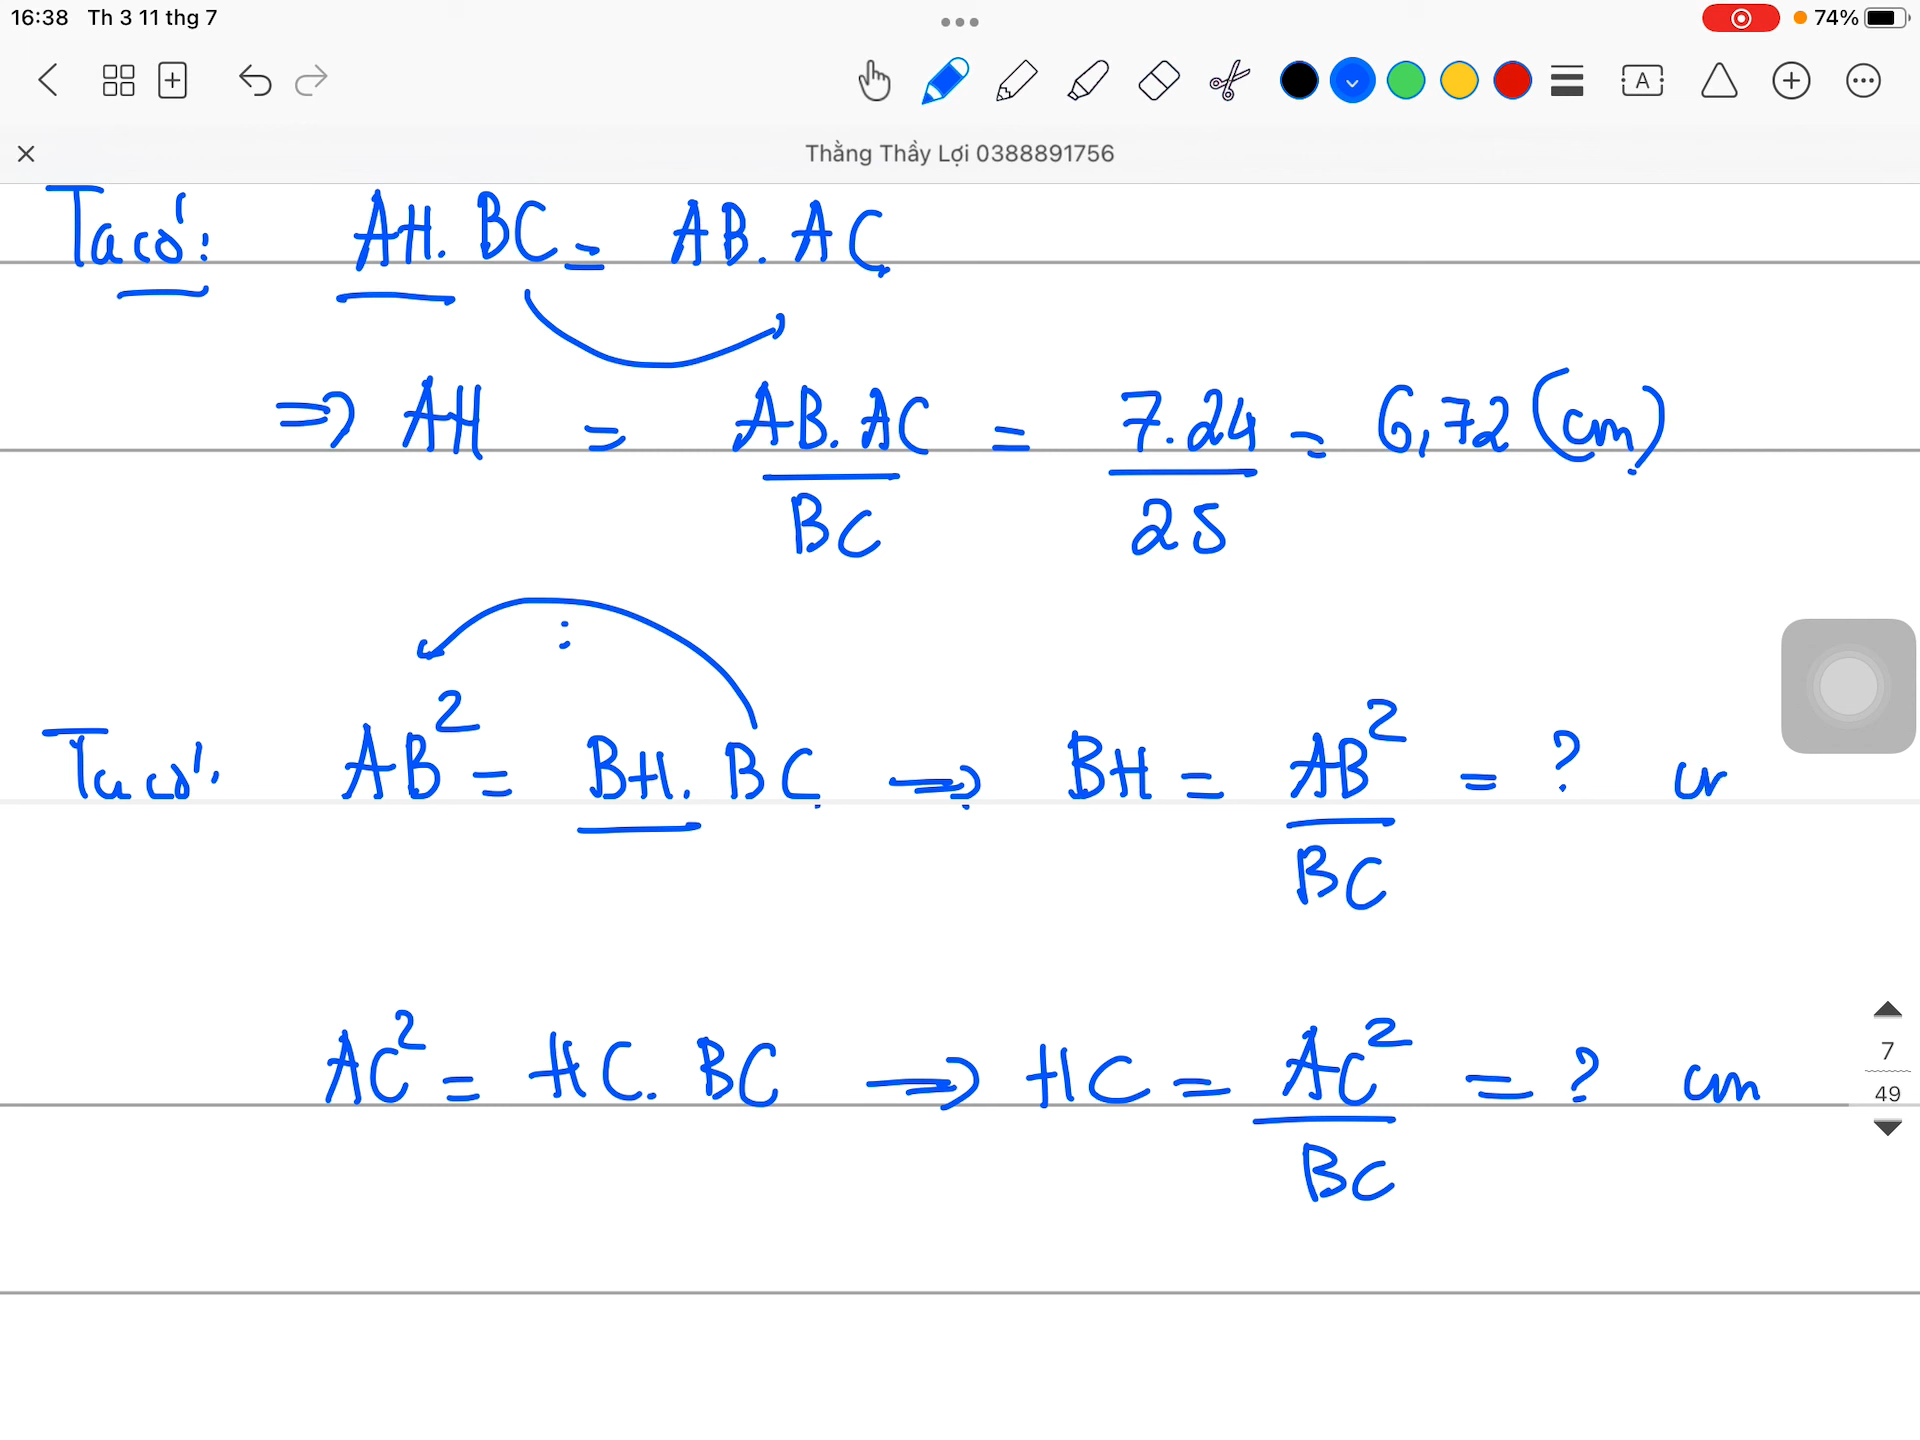 16:38 Th 3 11 thg 7 74%
A
Thằng Thầy Lợi 0388891756
Ta có: AH. BC = AB. AC
=> AH = AB. AC / BC = 7.24 / 25 = 6,72 (cm)
:
Ta có: AB² = BH. BC => BH = AB² / BC = ?
AC² = HC. BC => HC = AC² / BC = ? cm
7
49